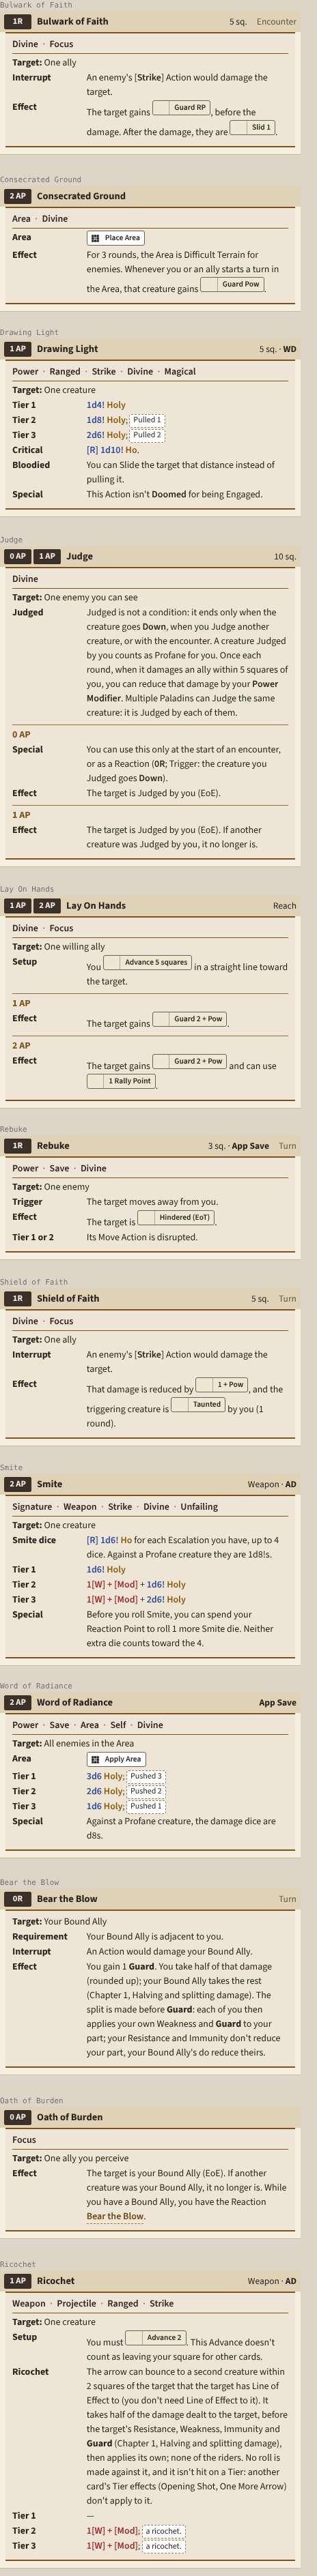 Bulwark of Faith
1R Bulwark of Faith 5 sq. Encounter
Divine · Focus
Target: One ally
Interrupt An enemy's [Strike] Action would damage the
target.
Effect The target gains Guard RP, before the
damage. After the damage, they are Slid 1.
Consecrated Ground
2 AP Consecrated Ground
Area · Divine
Area Place Area
Effect For 3 rounds, the Area is Difficult Terrain for
enemies. Whenever you or an ally starts a turn in
the Area, that creature gains Guard Pow.
Drawing Light
1 AP Drawing Light 5 sq. · WD
Power · Ranged · Strike · Divine · Magical
Target: One creature
Tier 1 1d4! Holy
Tier 2 1d8! Holy; Pulled 1
Tier 3 2d6! Holy; Pulled 2
Critical [R] 1d10! Ho.
Bloodied You can Slide the target that distance instead of
pulling it.
Special This Action isn't Doomed for being Engaged.
Judge
0 AP 1 AP Judge 10 sq.
Divine
Target: One enemy you can see
Judged Judged is not a condition: it ends only when the
creature goes Down, when you Judge another
creature, or with the encounter. A creature Judged
by you counts as Profane for you. Once each
round, when it damages an ally within 5 squares of
you, you can reduce that damage by your Power
Modifier. Multiple Paladins can Judge the same
creature: it is Judged by each of them.
0 AP
Special You can use this only at the start of an encounter,
or as a Reaction (0R; Trigger: the creature you
Judged goes Down).
Effect The target is Judged by you (EoE).
1 AP
Effect The target is Judged by you (EoE). If another
creature was Judged by you, it no longer is.
Lay On Hands
1 AP 2 AP Lay On Hands Reach
Divine · Focus
Target: One willing ally
Setup You Advance 5 squares in a straight line toward
the target.
1 AP
Effect The target gains Guard 2 + Pow.
2 AP
Effect The target gains Guard 2 + Pow and can use
1 Rally Point.
Rebuke
1R Rebuke 3 sq. · App Save Turn
Power · Save · Divine
Target: One enemy
Trigger The target moves away from you.
Effect The target is Hindered (EoT).
Tier 1 or 2 Its Move Action is disrupted.
Shield of Faith
1R Shield of Faith 5 sq. Turn
Divine · Focus
Target: One ally
Interrupt An enemy's [Strike] Action would damage the
target.
Effect That damage is reduced by 1 + Pow, and the
triggering creature is Taunted by you (1
round).
Smite
2 AP Smite Weapon · AD
Signature · Weapon · Strike · Divine · Unfailing
Target: One creature
Smite dice [R] 1d6! Ho for each Escalation you have, up to 4
dice. Against a Profane creature they are 1d8!s.
Tier 1 1d6! Holy
Tier 2 1[W] + [Mod] + 1d6! Holy
Tier 3 1[W] + [Mod] + 2d6! Holy
Special Before you roll Smite, you can spend your
Reaction Point to roll 1 more Smite die. Neither
extra die counts toward the 4.
Word of Radiance
2 AP Word of Radiance App Save
Power · Save · Area · Self · Divine
Target: All enemies in the Area
Area Apply Area
Tier 1 3d6 Holy; Pushed 3
Tier 2 2d6 Holy; Pushed 2
Tier 3 1d6 Holy; Pushed 1
Special Against a Profane creature, the damage dice are
d8s.
Bear the Blow
0R Bear the Blow Turn
Target: Your Bound Ally
Requirement Your Bound Ally is adjacent to you.
Interrupt An Action would damage your Bound Ally.
Effect You gain 1 Guard. You take half of that damage
(rounded up); your Bound Ally takes the rest
(Chapter 1, Halving and splitting damage). The
split is made before Guard: each of you then
applies your own Weakness and Guard to your
part; your Resistance and Immunity don't reduce
your part, your Bound Ally's do reduce theirs.
Oath of Burden
0 AP Oath of Burden
Focus
Target: One ally you perceive
Effect The target is your Bound Ally (EoE). If another
creature was your Bound Ally, it no longer is. While
you have a Bound Ally, you have the Reaction
Bear the Blow.
Ricochet
1 AP Ricochet Weapon · AD
Weapon · Projectile · Ranged · Strike
Target: One creature
Setup You must Advance 2. This Advance doesn't
count as leaving your square for other cards.
Ricochet The arrow can bounce to a second creature within
2 squares of the target that the target has Line of
Effect to (you don't need Line of Effect to it). It
takes half of the damage dealt to the target, before
the target's Resistance, Weakness, Immunity and
Guard (Chapter 1, Halving and splitting damage),
then applies its own; none of the riders. No roll is
made against it, and it isn't hit on a Tier: another
card's Tier effects (Opening Shot, One More Arrow)
don't apply to it.
Tier 1 —
Tier 2 1[W] + [Mod]; a ricochet.
Tier 3 1[W] + [Mod]; a ricochet.